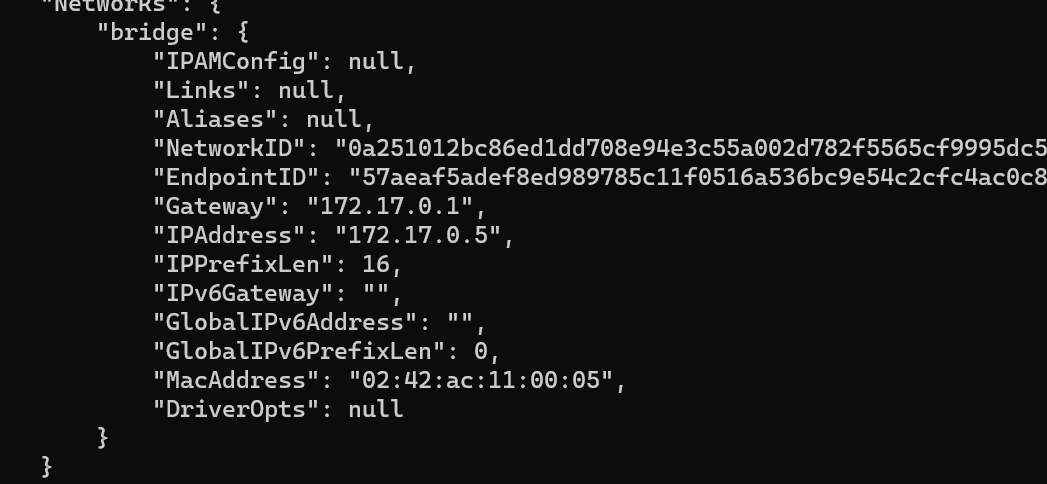 "Networks": {
"bridge": {
"IPAMConfig": null,
"Links": null,
"Aliases": null,
"NetworkID": "0a251012bc86ed1dd708e94e3c55a002d782f5565cf9995dc5
"EndpointID": "57aeaf5adef8ed989785c11f0516a536bc9e54c2cfc4ac0c8
"Gateway": "172.17.0.1",
"IPAddress": "172.17.0.5",
"IPPrefixLen": 16,
"IPv6Gateway": "",
"GlobalIPv6Address": "",
"GlobalIPv6PrefixLen": 0,
"MacAddress": "02:42:ac:11:00:05",
"DriverOpts": null
}
}